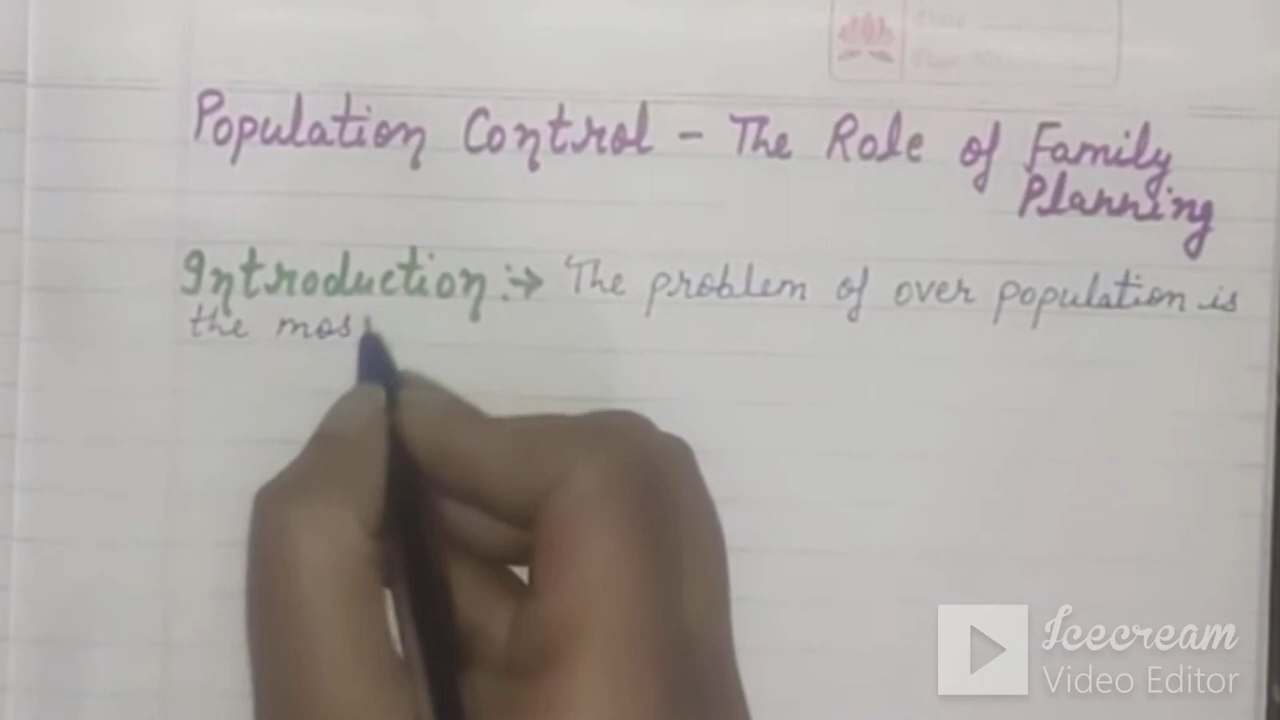 Population Control - The Role of Family
Planning
Introduction :→ The problem of over population is
the mos
Icecream
Video Editor